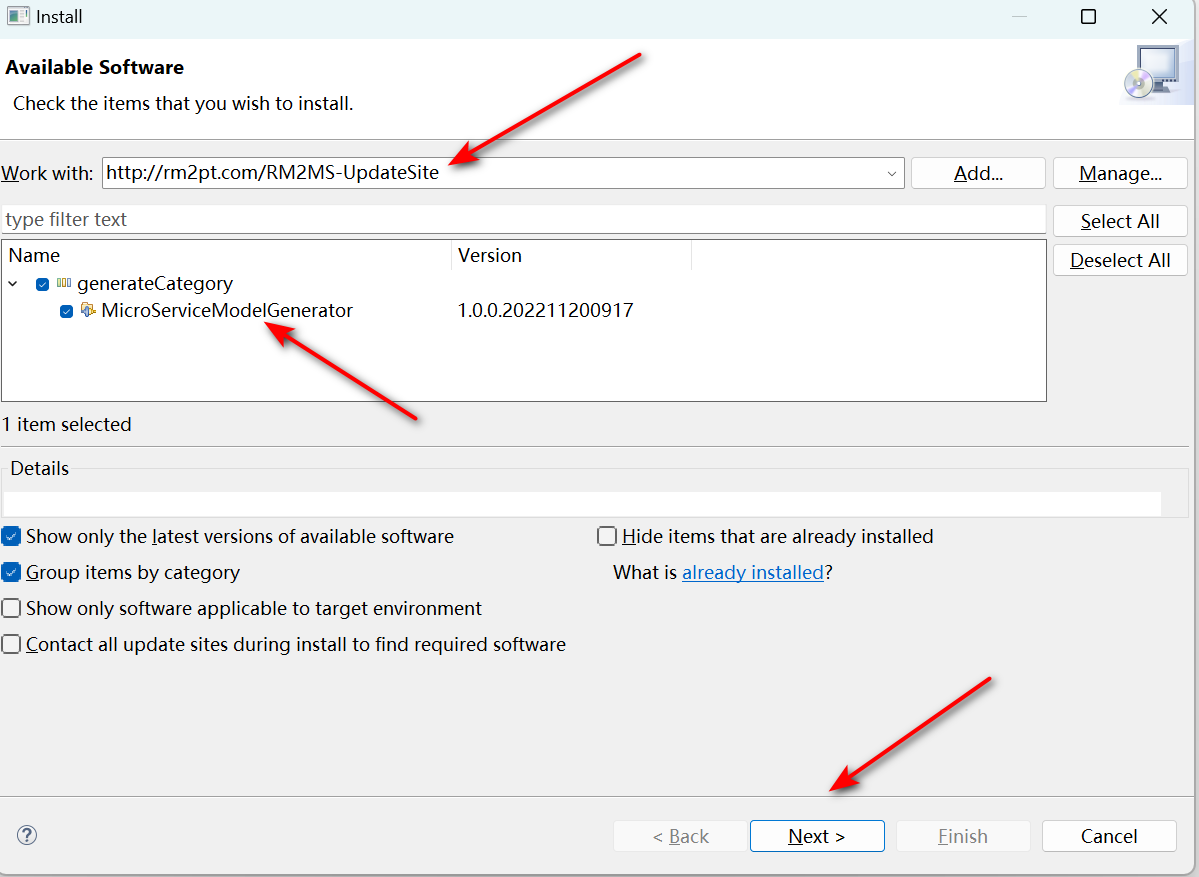 Install
Available Software
Check the items that you wish to install.
Work with: http://rm2pt.com/RM2MS-UpdateSite Add... Manage...
type filter text Select All
Name Version Deselect All
generateCategory
MicroServiceModelGenerator 1.0.0.202211200917
1 item selected
Details
Show only the latest versions of available software Hide items that are already installed
Group items by category What is already installed?
Show only software applicable to target environment
Contact all update sites during install to find required software
? < Back Next > Finish Cancel